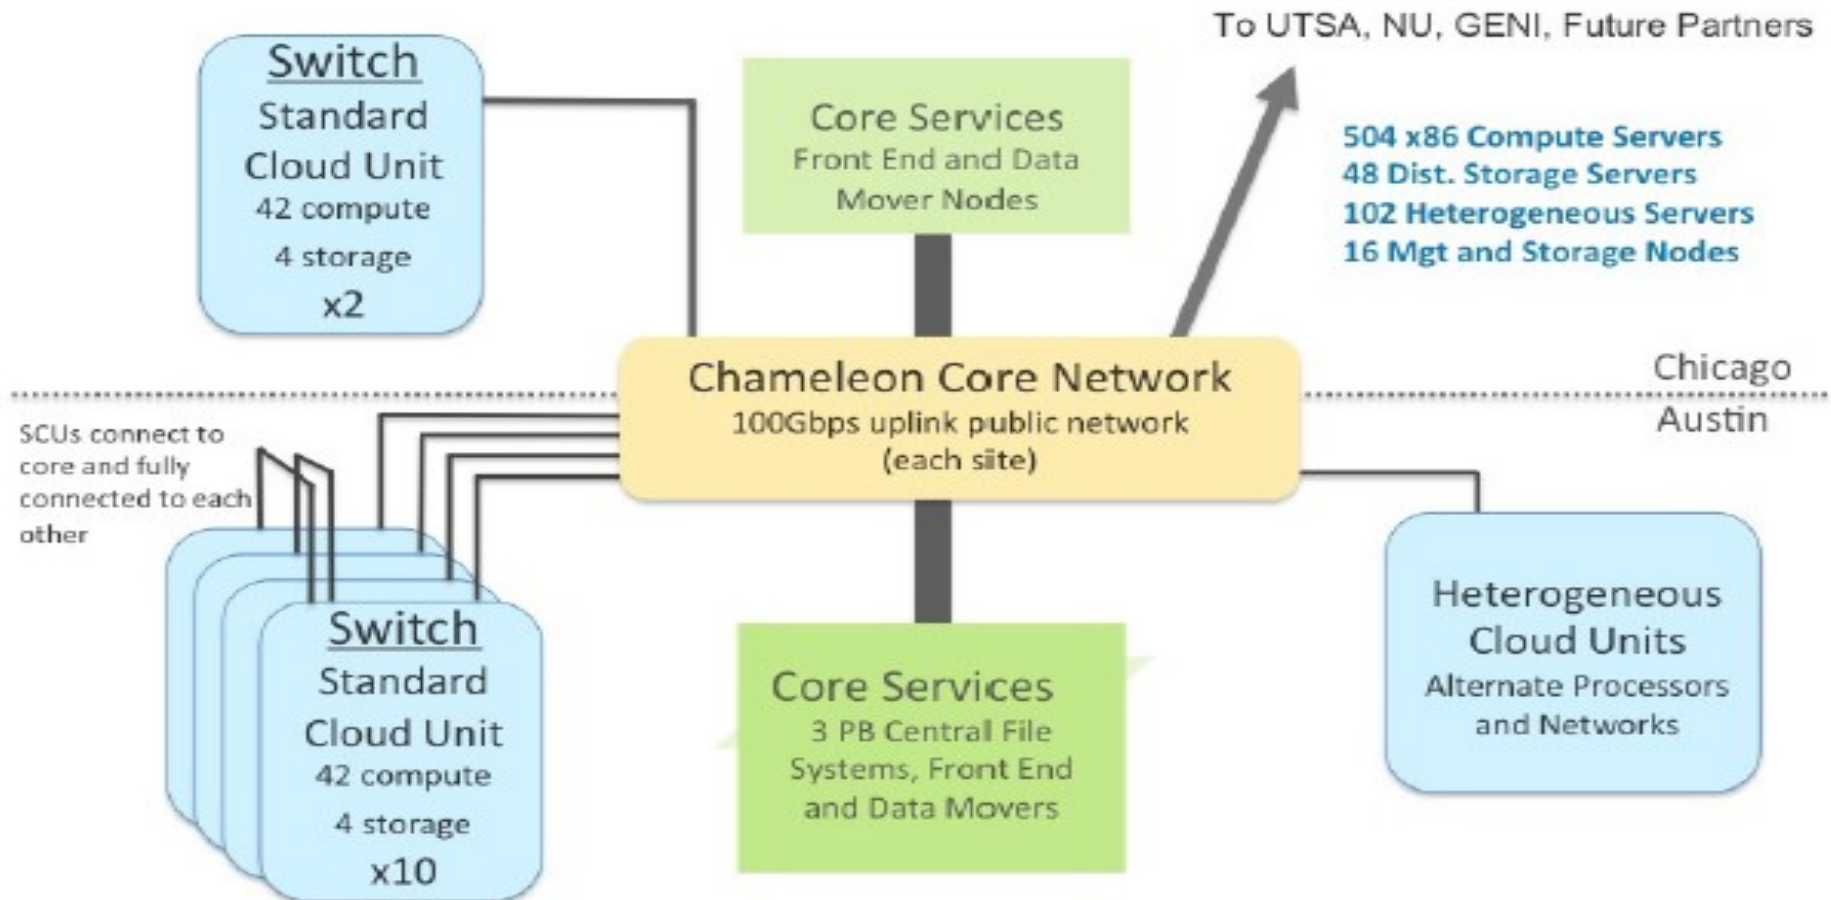 To UTSA, NU, GENI, Future Partners
Switch
Standard
Cloud Unit
42 compute
4 storage
x2
Core Services
Front End and Data
Mover Nodes
504 x86 Compute Servers
48 Dist. Storage Servers
102 Heterogeneous Servers
16 Mgt and Storage Nodes
Chameleon Core Network
100Gbps uplink public network
(each site)
Chicago
Austin
SCUs connect to
core and fully
connected to each
other
Switch
Standard
Cloud Unit
42 compute
4 storage
x10
Core Services
3 PB Central File
Systems, Front End
and Data Movers
Heterogeneous
Cloud Units
Alternate Processors
and Networks